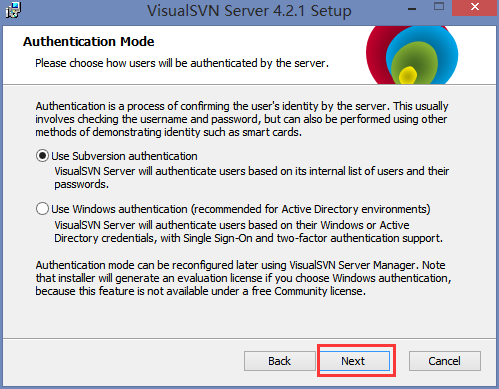 VisualSVN Server 4.2.1 Setup
Authentication Mode
Please choose how users will be authenticated by the server.
Authentication is a process of confirming the user's identity by the server. This usually
involves checking the username and password, but can also be performed using other
methods of demonstrating identity such as smart cards.
Use Subversion authentication
VisualSVN Server will authenticate users based on its internal list of users and their
passwords.
Use Windows authentication (recommended for Active Directory environments)
VisualSVN Server will authenticate users based on their Windows or Active
Directory credentials, with Single Sign-On and two-factor authentication support.
Authentication mode can be reconfigured later using VisualSVN Server Manager. Note
that installer will generate an evaluation license if you choose Windows authentication,
because this feature is not available under a free Community license.
Back Next Cancel